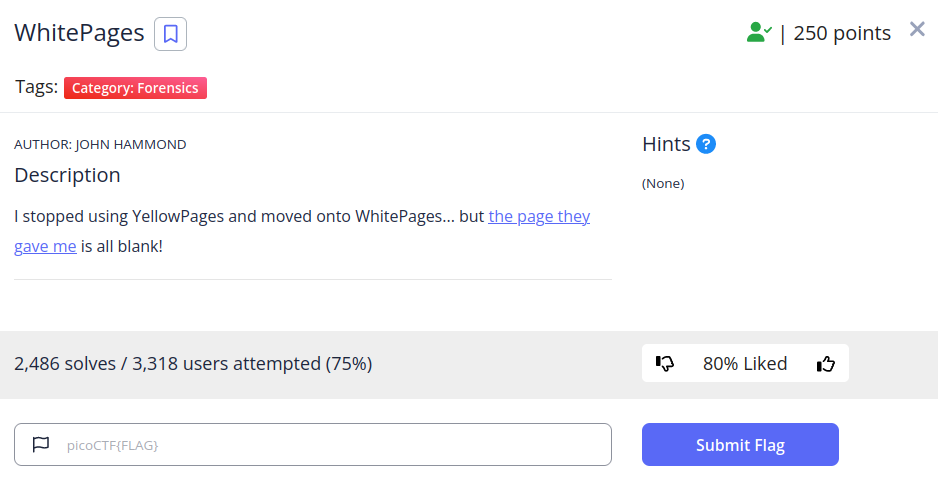 WhitePages
| 250 points
Tags: Category: Forensics
AUTHOR: JOHN HAMMOND
Description
I stopped using YellowPages and moved onto WhitePages... but the page they
gave me is all blank!
Hints ?
(None)
2,486 solves / 3,318 users attempted (75%)
80% Liked
picoCTF{FLAG}
Submit Flag